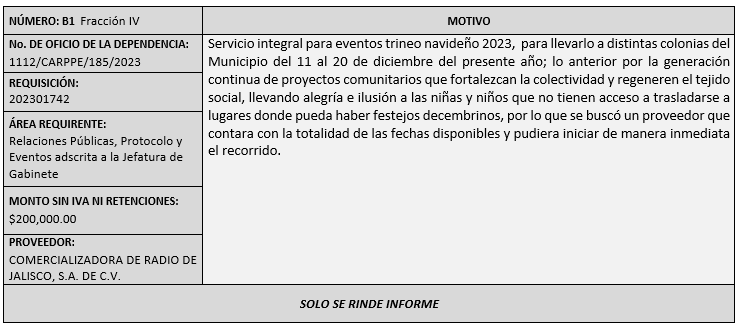 NÚMERO: B1 Fracción IV
MOTIVO
No. DE OFICIO DE LA DEPENDENCIA:
1112/CARPPE/185/2023
REQUISICIÓN:
202301742
ÁREA REQUIRENTE:
Relaciones Públicas, Protocolo y
Eventos adscrita a la Jefatura de
Gabinete
MONTO SIN IVA NI RETENCIONES:
$200,000.00
PROVEEDOR:
COMERCIALIZADORA DE RADIO DE
JALISCO, S.A. DE C.V.
Servicio integral para eventos trineo navideño 2023, para llevarlo a distintas colonias del
Municipio del 11 al 20 de diciembre del presente año; lo anterior por la generación
continua de proyectos comunitarios que fortalezcan la colectividad y regeneren el tejido
social, llevando alegría e ilusión a las niñas y niños que no tienen acceso a trasladarse a
lugares donde pueda haber festejos decembrinos, por lo que se buscó un proveedor que
contara con la totalidad de las fechas disponibles y pudiera iniciar de manera inmediata
el recorrido.
SOLO SE RINDE INFORME